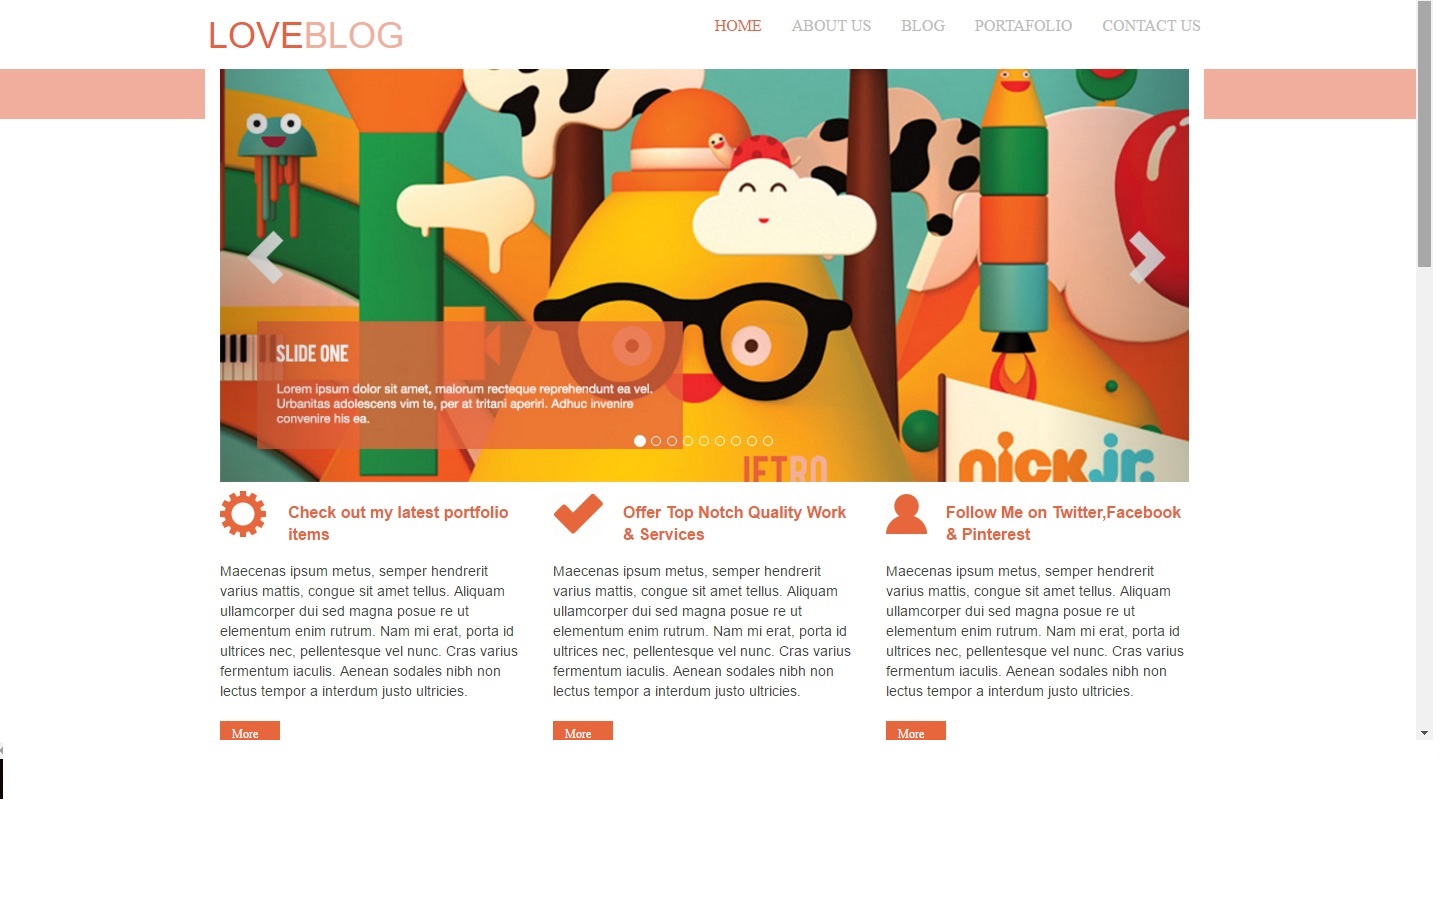 LOVEBLOG
HOME ABOUT US BLOG PORTAFOLIO CONTACT US
SLIDE ONE
Lorem ipsum dolor sit amet, malorum recteque reprehendunt ea vel.
Urbanitas adolescens vim te, per at tritani aperiri. Adhuc invenire
convenire his ea.
JETRO
nick jr.
Check out my latest portfolio
items
Maecenas ipsum metus, semper hendrerit
varius mattis, congue sit amet tellus. Aliquam
ullamcorper dui sed magna posue re ut
elementum enim rutrum. Nam mi erat, porta id
ultrices nec, pellentesque vel nunc. Cras varius
fermentum iaculis. Aenean sodales nibh non
lectus tempor a interdum justo ultricies.
More
Offer Top Notch Quality Work
& Services
Maecenas ipsum metus, semper hendrerit
varius mattis, congue sit amet tellus. Aliquam
ullamcorper dui sed magna posue re ut
elementum enim rutrum. Nam mi erat, porta id
ultrices nec, pellentesque vel nunc. Cras varius
fermentum iaculis. Aenean sodales nibh non
lectus tempor a interdum justo ultricies.
More
Follow Me on Twitter,Facebook
& Pinterest
Maecenas ipsum metus, semper hendrerit
varius mattis, congue sit amet tellus. Aliquam
ullamcorper dui sed magna posue re ut
elementum enim rutrum. Nam mi erat, porta id
ultrices nec, pellentesque vel nunc. Cras varius
fermentum iaculis. Aenean sodales nibh non
lectus tempor a interdum justo ultricies.
More